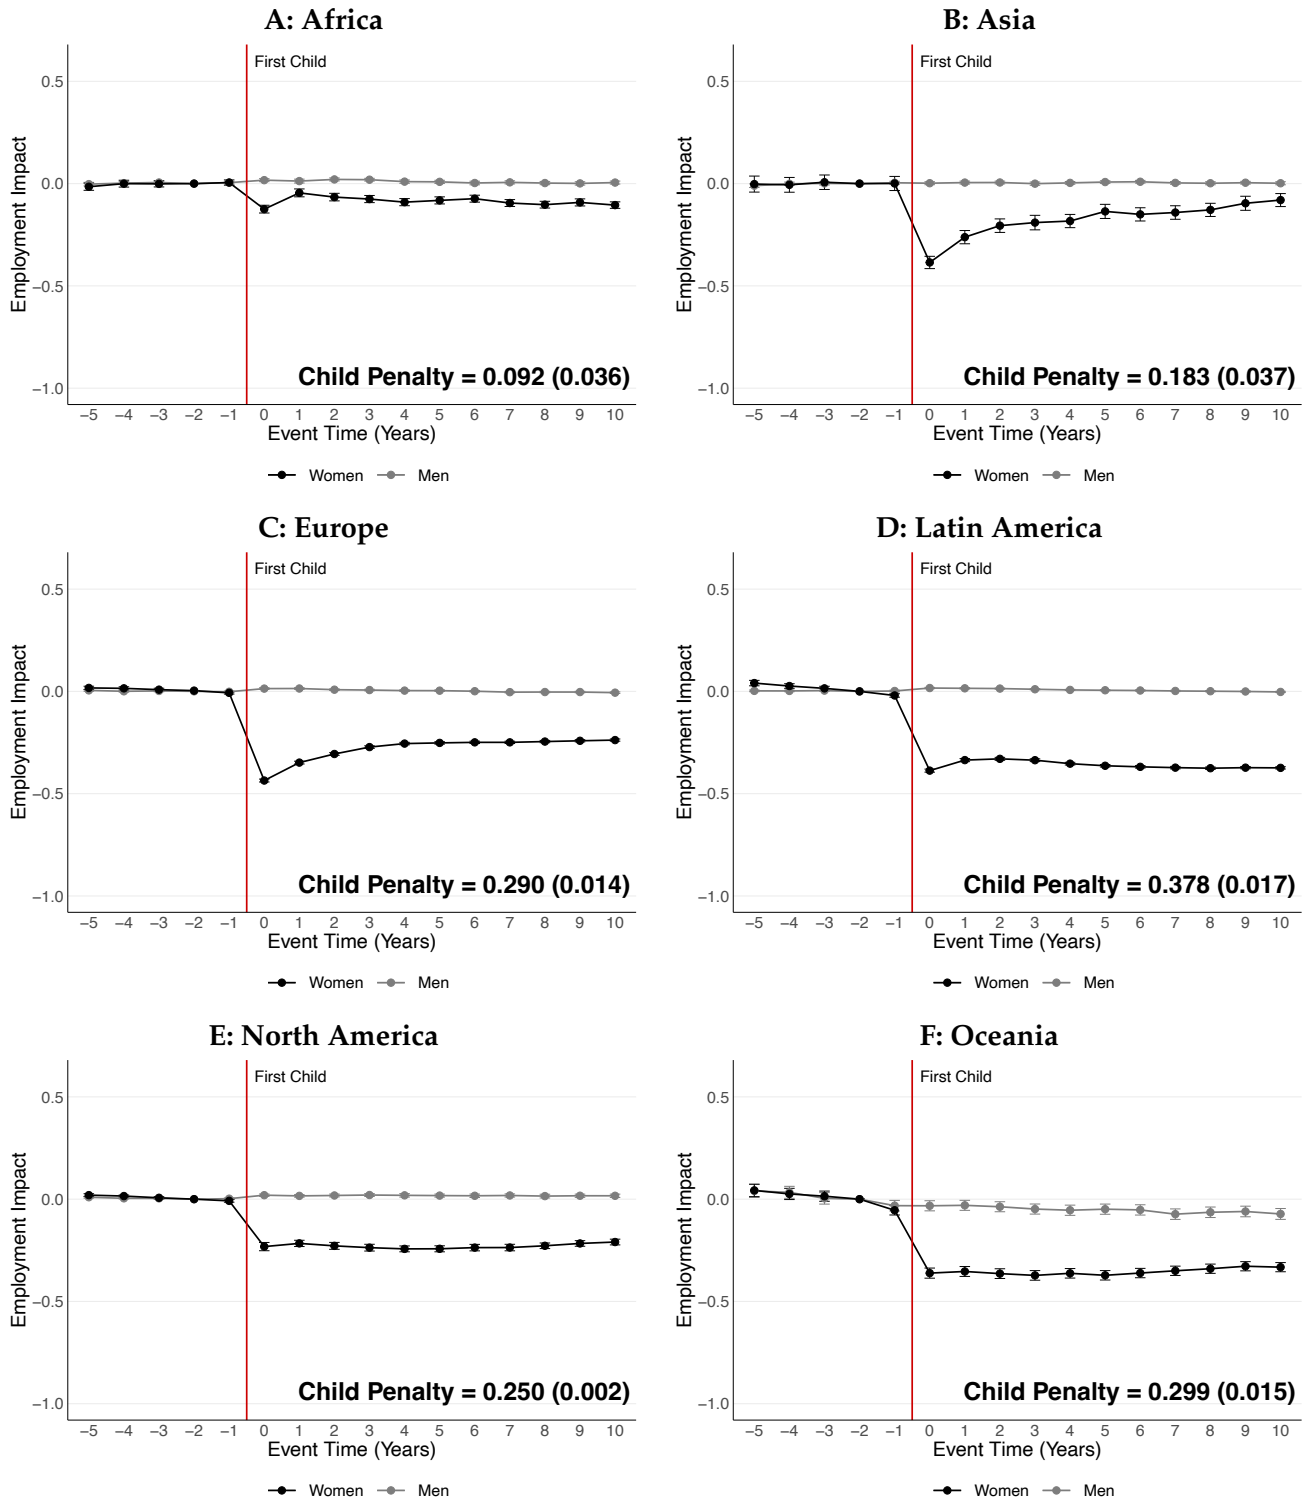 A: Africa
First Child
0.5
0.0
−0.5
−1.0
Employment Impact
Child Penalty = 0.092 (0.036)
−5 −4 −3 −2 −1 0 1 2 3 4 5 6 7 8 9 10
Event Time (Years)
Women Men
B: Asia
First Child
0.5
0.0
−0.5
−1.0
Employment Impact
Child Penalty = 0.183 (0.037)
−5 −4 −3 −2 −1 0 1 2 3 4 5 6 7 8 9 10
Event Time (Years)
Women Men
C: Europe
First Child
0.5
0.0
−0.5
−1.0
Employment Impact
Child Penalty = 0.290 (0.014)
−5 −4 −3 −2 −1 0 1 2 3 4 5 6 7 8 9 10
Event Time (Years)
Women Men
D: Latin America
First Child
0.5
0.0
−0.5
−1.0
Employment Impact
Child Penalty = 0.378 (0.017)
−5 −4 −3 −2 −1 0 1 2 3 4 5 6 7 8 9 10
Event Time (Years)
Women Men
E: North America
First Child
0.5
0.0
−0.5
−1.0
Employment Impact
Child Penalty = 0.250 (0.002)
−5 −4 −3 −2 −1 0 1 2 3 4 5 6 7 8 9 10
Event Time (Years)
Women Men
F: Oceania
First Child
0.5
0.0
−0.5
−1.0
Employment Impact
Child Penalty = 0.299 (0.015)
−5 −4 −3 −2 −1 0 1 2 3 4 5 6 7 8 9 10
Event Time (Years)
Women Men